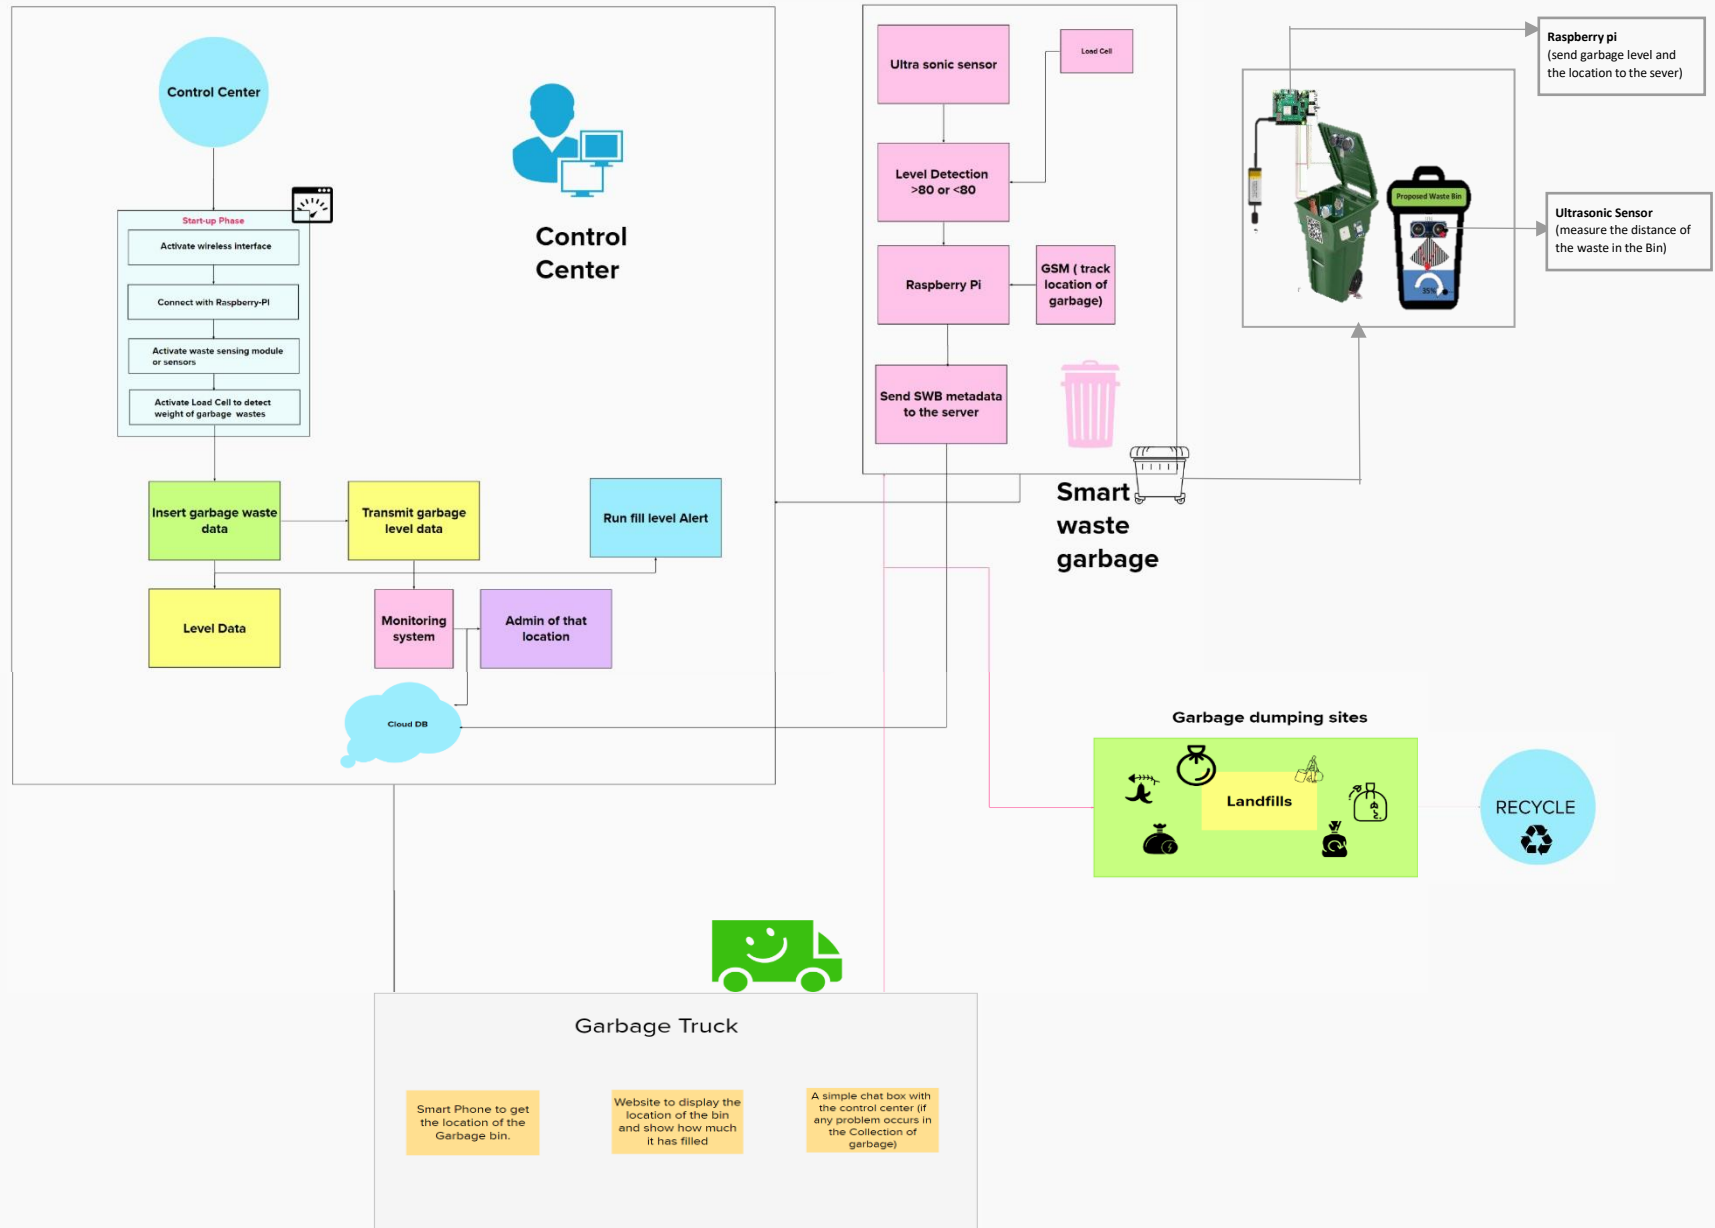 Control Center
Start-up Phase
Activate wireless interface
Connect with Raspberry-PI
Activate waste sensing module
or sensors
Activate Load Cell to detect
weight of garbage wastes
Control
Center
Insert garbage waste
data
Transmit garbage
level data
Run fill level Alert
Level Data
Monitoring
system
Admin of that
location
Cloud DB
Ultra sonic sensor
Load Cell
Level Detection
>80 or <80
Raspberry Pi
GSM ( track
location of
garbage)
Send SWB metadata
to the server
Smart
waste
garbage
Proposed Waste Bin
35%
Raspberry pi
(send garbage level and
the location to the sever)
Ultrasonic Sensor
(measure the distance of
the waste in the Bin)
Garbage dumping sites
Landfills
RECYCLE
Garbage Truck
Smart Phone to get
the location of the
Garbage bin.
Website to display the
location of the bin
and show how much
it has filled
A simple chat box with
the control center (if
any problem occurs in
the Collection of
garbage)